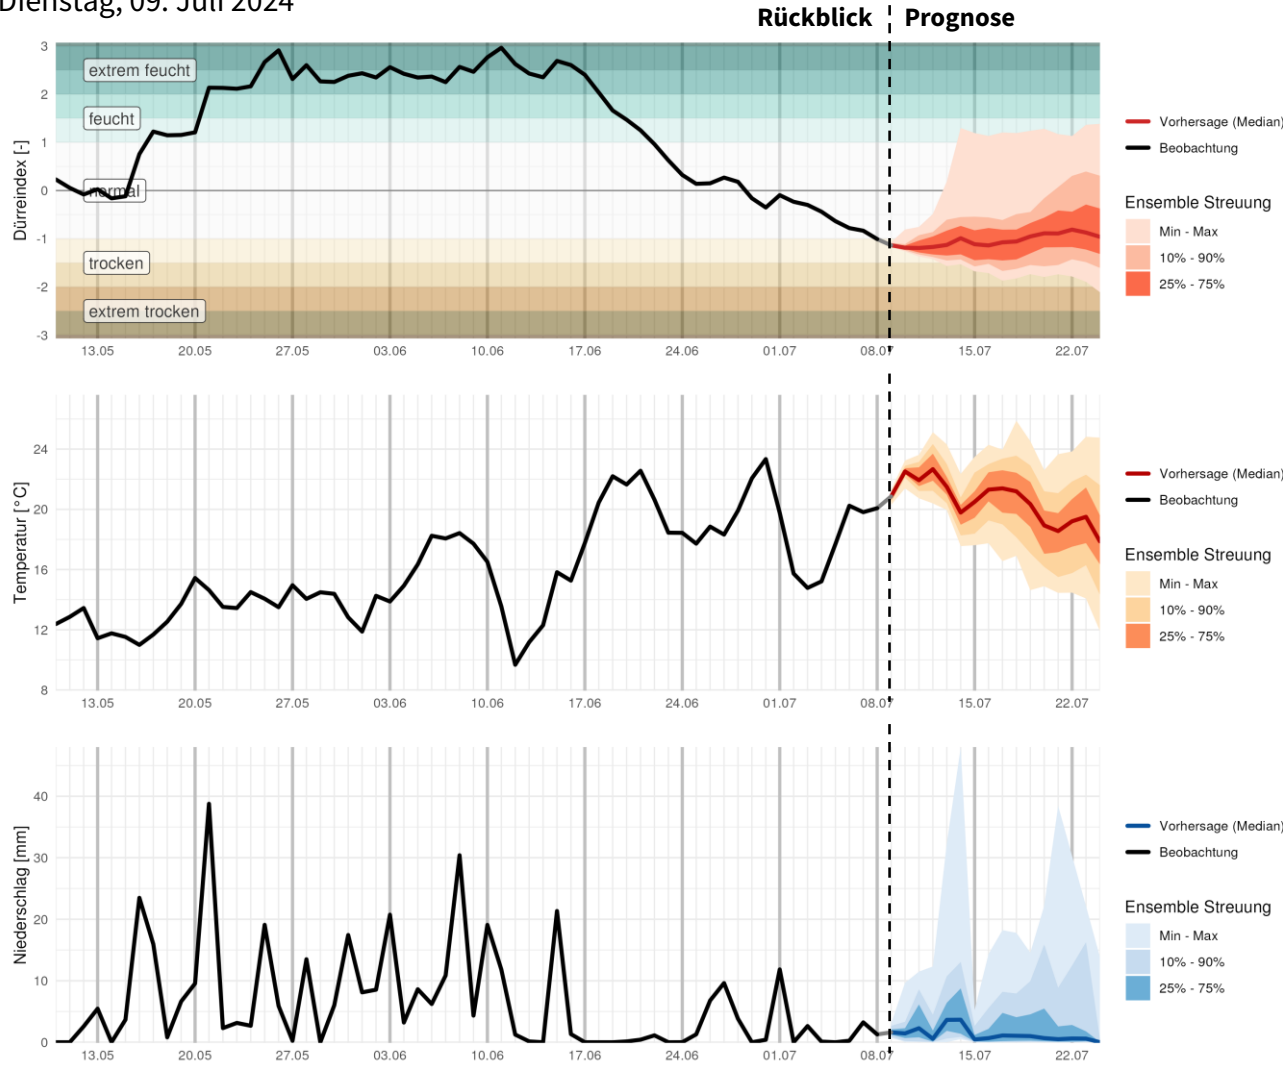 Dienstag, 09. Juli 2024
Rückblick Prognose
3
2
1
0
-1
-2
-3
Dürreindex [-]
extrem feucht
feucht
normal
trocken
extrem trocken
13.05 20.05 27.05 03.06 10.06 17.06 24.06 01.07 08.07 15.07 22.07
Vorhersage (Median)
Beobachtung
Ensemble Streuung
Min - Max
10% - 90%
25% - 75%
24
20
16
12
8
Temperatur [°C]
13.05 20.05 27.05 03.06 10.06 17.06 24.06 01.07 08.07 15.07 22.07
Vorhersage (Median)
Beobachtung
Ensemble Streuung
Min - Max
10% - 90%
25% - 75%
40
30
20
10
0
Niederschlag [mm]
13.05 20.05 27.05 03.06 10.06 17.06 24.06 01.07 08.07 15.07 22.07
Vorhersage (Median)
Beobachtung
Ensemble Streuung
Min - Max
10% - 90%
25% - 75%